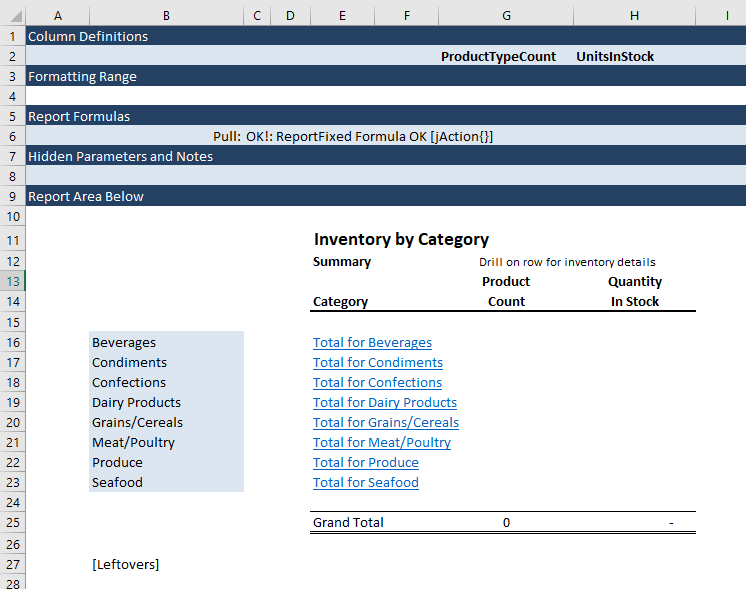 A B C D E F G H I
1 Column Definitions
2 ProductTypeCount UnitsInStock
3 Formatting Range
4
5 Report Formulas
6 Pull: OK!: ReportFixed Formula OK [jAction{}]
7 Hidden Parameters and Notes
8
9 Report Area Below
10
11 Inventory by Category
12 Summary Drill on row for inventory details
13 Product Quantity
14 Category Count In Stock
15
16 Beverages Total for Beverages
17 Condiments Total for Condiments
18 Confections Total for Confections
19 Dairy Products Total for Dairy Products
20 Grains/Cereals Total for Grains/Cereals
21 Meat/Poultry Total for Meat/Poultry
22 Produce Total for Produce
23 Seafood Total for Seafood
24
25 Grand Total 0 -
26
27 [Leftovers]
28